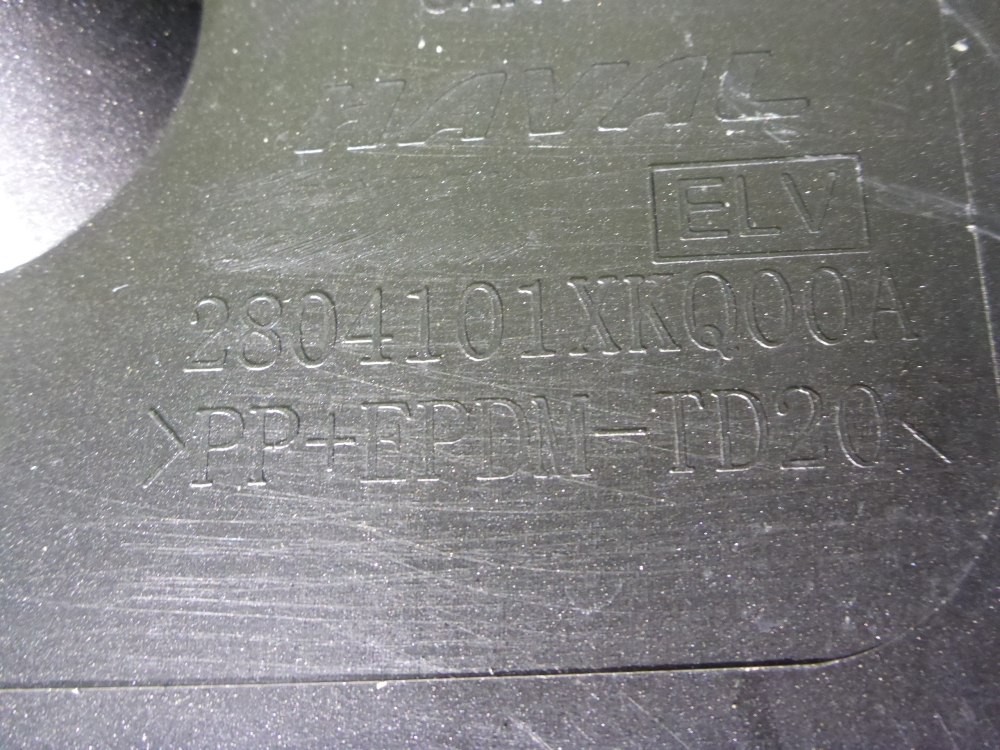 HAVAL
ELV
2804101XKQ00A
>PP+EPDM-TD20<